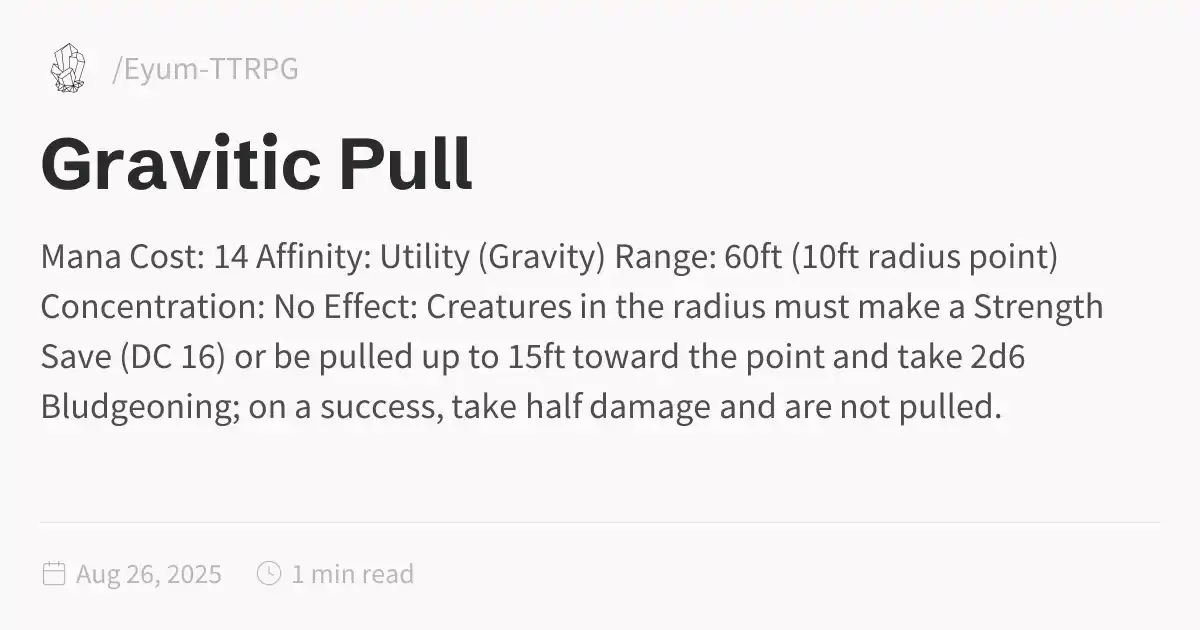 /Eyum-TTRPG
Gravitic Pull
Mana Cost: 14 Affinity: Utility (Gravity) Range: 60ft (10ft radius point)
Concentration: No Effect: Creatures in the radius must make a Strength
Save (DC 16) or be pulled up to 15ft toward the point and take 2d6
Bludgeoning; on a success, take half damage and are not pulled.
Aug 26, 2025 1 min read